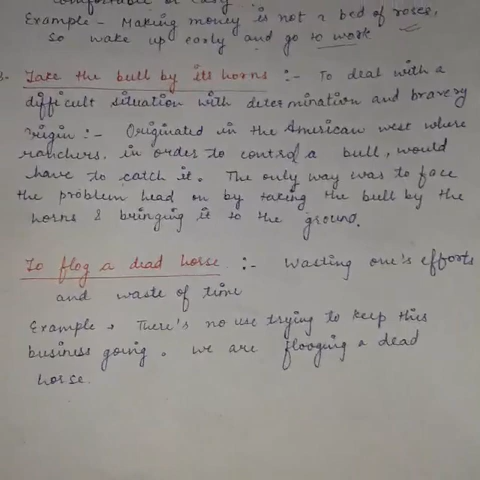 comfortable or easy
Example - Making money is not a bed of roses,
so wake up early and go to work
3- Take the bull by its horns :- To deal with a
difficult situation with determination and bravery
rigin :- Originated in the American west where
ranchers, in order to control a bull, would
have to catch it. The only way was to face
the problem head on by taking the bull by the
horns & bringing it to the ground.
To flog a dead horse :- Wasting one's efforts
and waste of time
Example → There's no use trying to keep this
business going. We are flooging a dead
horse.